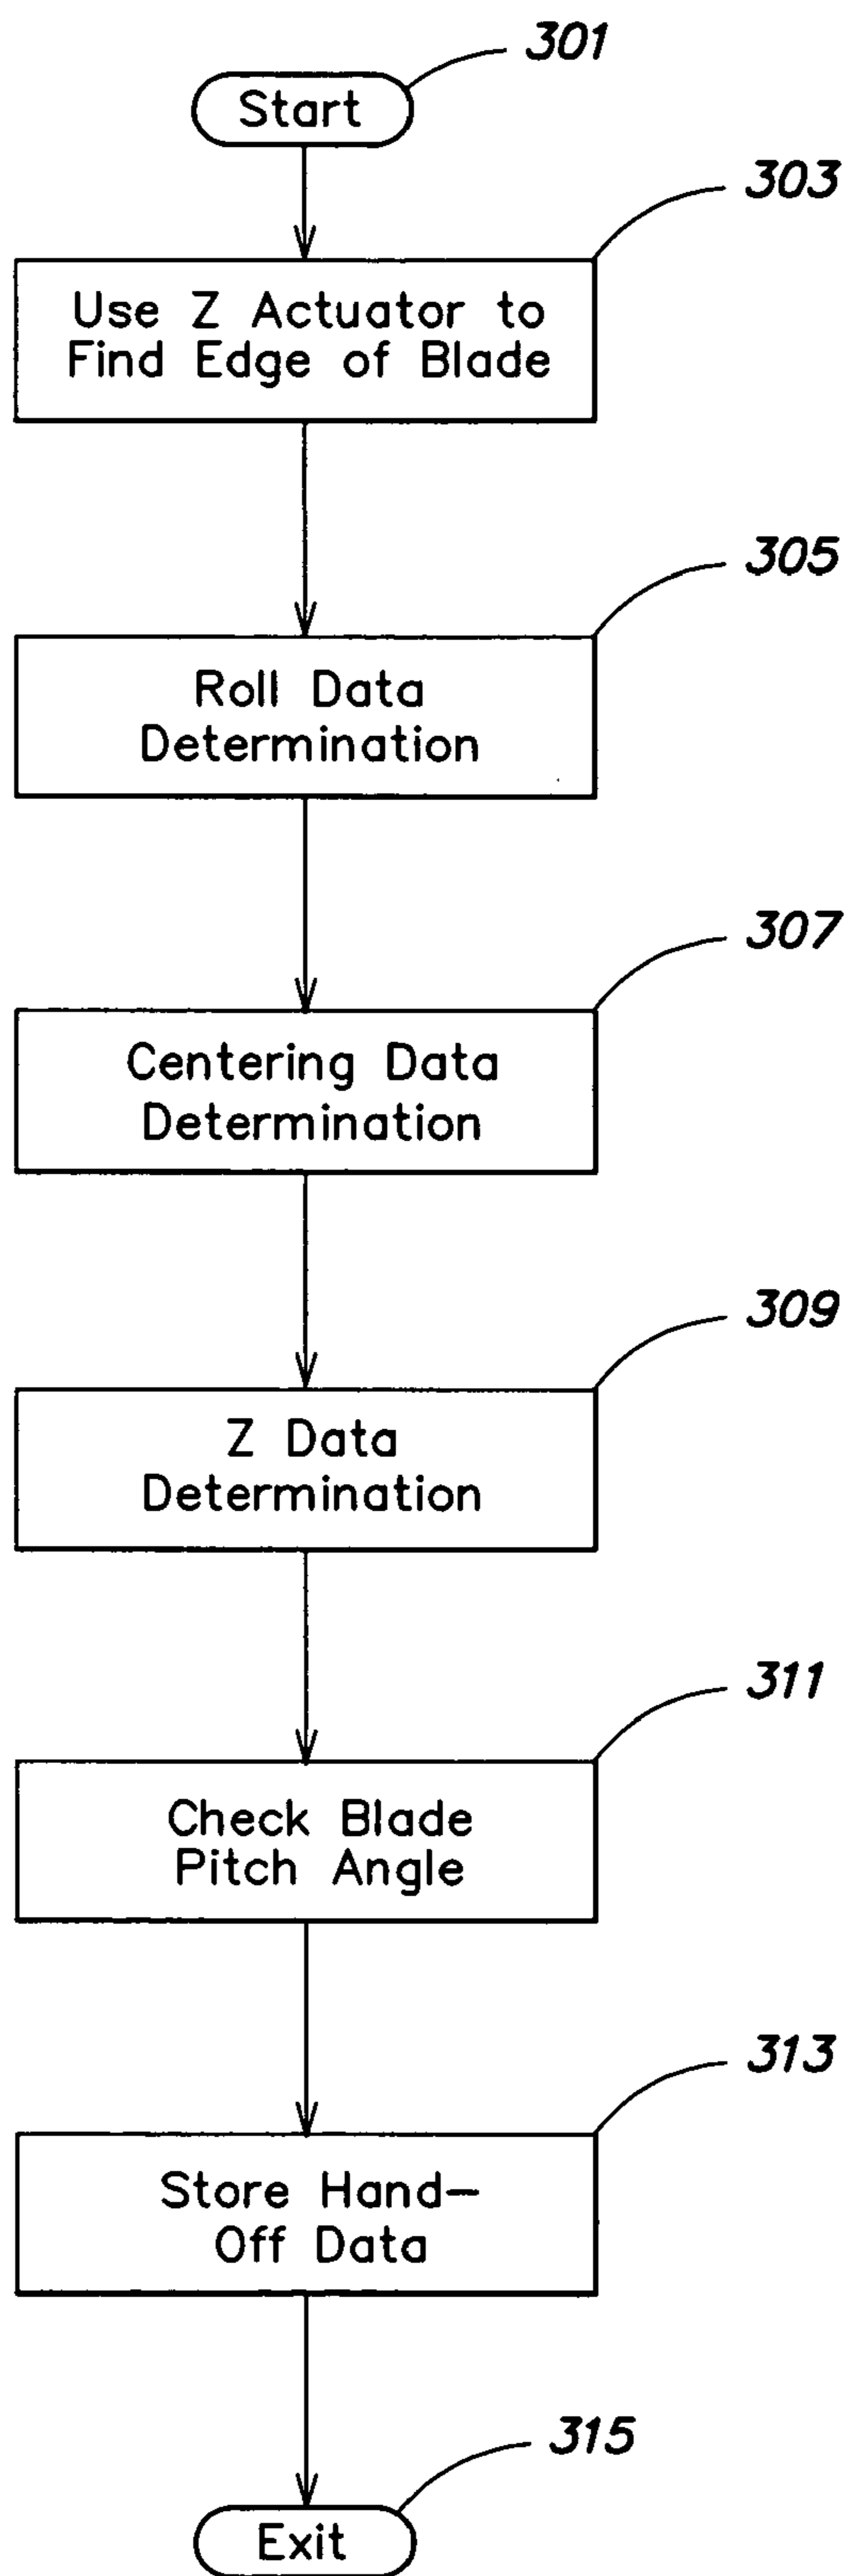 301
Start
303
Use Z Actuator to
Find Edge of Blade
305
Roll Data
Determination
307
Centering Data
Determination
309
Z Data
Determination
311
Check Blade
Pitch Angle
313
Store Hand-
Off Data
315
Exit